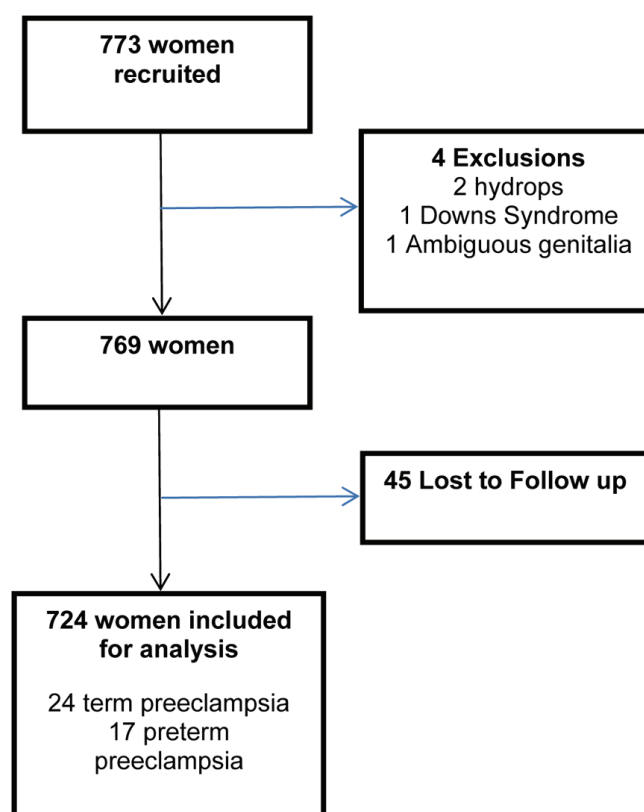 773 women
recruited
4 Exclusions
2 hydrops
1 Downs Syndrome
1 Ambiguous genitalia
769 women
45 Lost to Follow up
724 women included
for analysis
24 term preeclampsia
17 preterm
preeclampsia